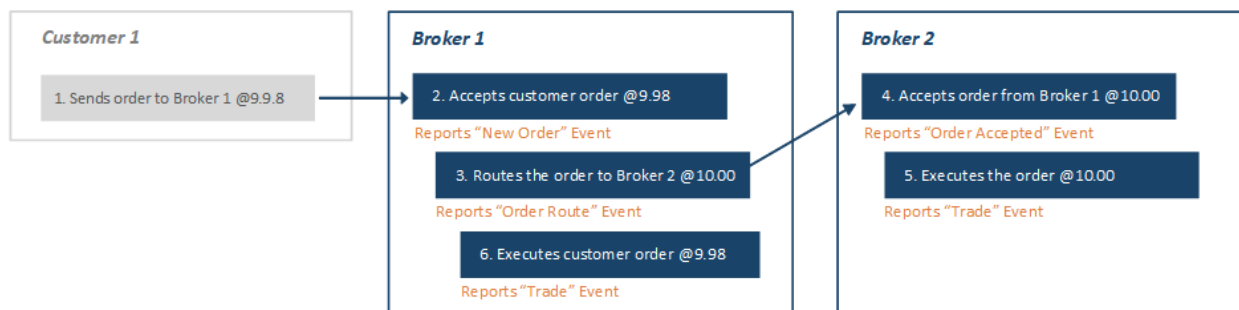 Customer 1
1. Sends order to Broker 1 @9.9.8
Broker 1
2. Accepts customer order @9.98
Reports “New Order” Event
3. Routes the order to Broker 2 @10.00
Reports “Order Route” Event
6. Executes customer order @9.98
Reports “Trade” Event
Broker 2
4. Accepts order from Broker 1 @10.00
Reports “Order Accepted” Event
5. Executes the order @10.00
Reports “Trade” Event